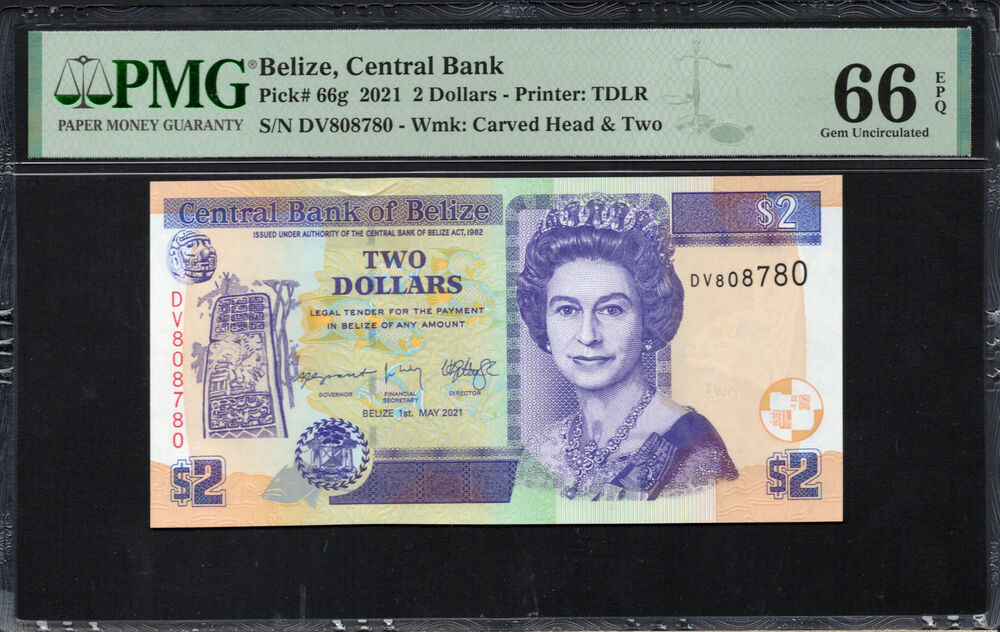 PMG®
PAPER MONEY GUARANTY
Belize, Central Bank
Pick# 66g 2021 2 Dollars - Printer: TDLR
S/N DV808780 - Wmk: Carved Head & Two
66
EPQ
Gem Uncirculated
Central Bank of Belize
$2
ISSUED UNDER AUTHORITY OF THE CENTRAL BANK OF BELIZE ACT, 1982
TWO
DOLLARS
DV808780
LEGAL TENDER FOR THE PAYMENT
IN BELIZE OF ANY AMOUNT
DV808780
GOVERNOR
FINANCIAL
SECRETARY
DIRECTOR
BELIZE 1st. MAY 2021
$2
$2